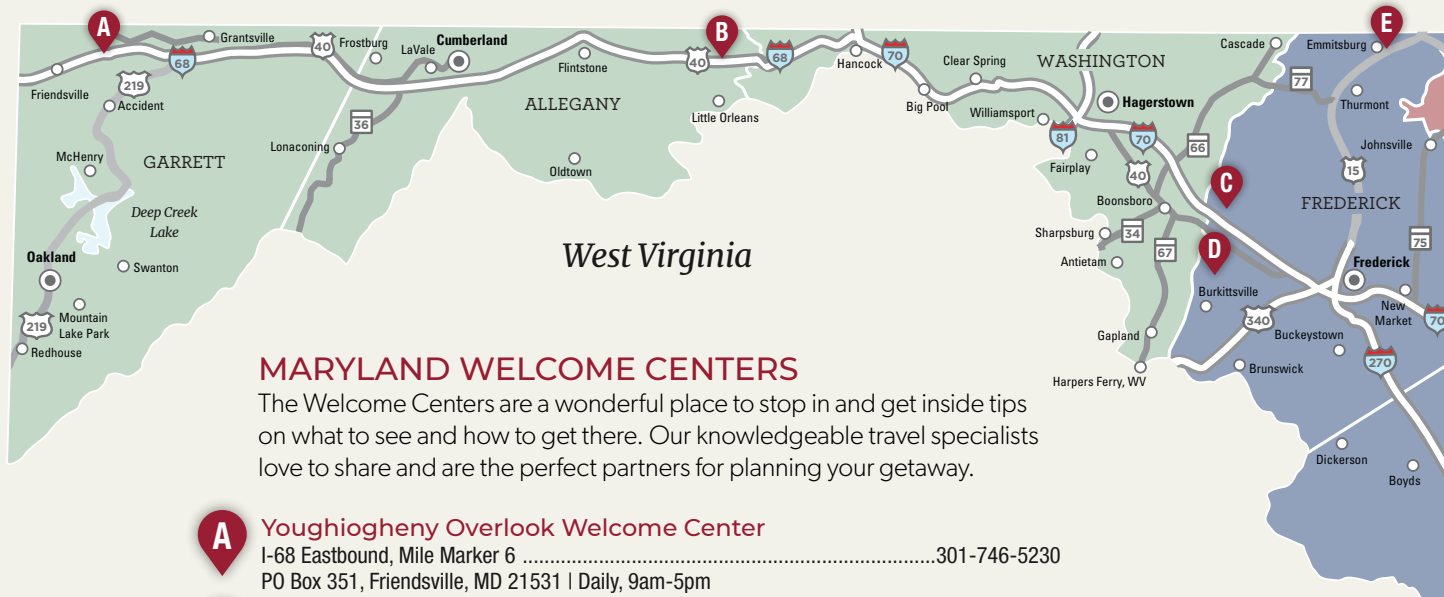 A
B
E
Grantsville
40
Frostburg
LaVale
Cumberland
Flintstone
40
68
Hancock
70
Clear Spring
WASHINGTON
Cascade
Emmitsburg
68
219
Friendsville
Accident
36
ALLEGANY
Little Orleans
Big Pool
Williamsport
Hagerstown
77
Thurmont
McHenry
GARRETT
Lonaconing
Oldtown
81
70
66
Johnsville
Fairplay
40
15
Deep Creek
Lake
Boonsboro
C
FREDERICK
Oakland
Swanton
West Virginia
Sharpsburg
34
67
Antietam
D
75
Frederick
Mountain
Lake Park
219
Redhouse
Burkittsville
340
New
Market
70
Buckeystown
Gapland
Harpers Ferry, WV
Brunswick
270
Dickerson
Boyds
MARYLAND WELCOME CENTERS
The Welcome Centers are a wonderful place to stop in and get inside tips
on what to see and how to get there. Our knowledgeable travel specialists
love to share and are the perfect partners for planning your getaway.
A
Youghiogheny Overlook Welcome Center
I-68 Eastbound, Mile Marker 6 ....................................................................................301-746-5230
PO Box 351, Friendsville, MD 21531 | Daily, 9am-5pm